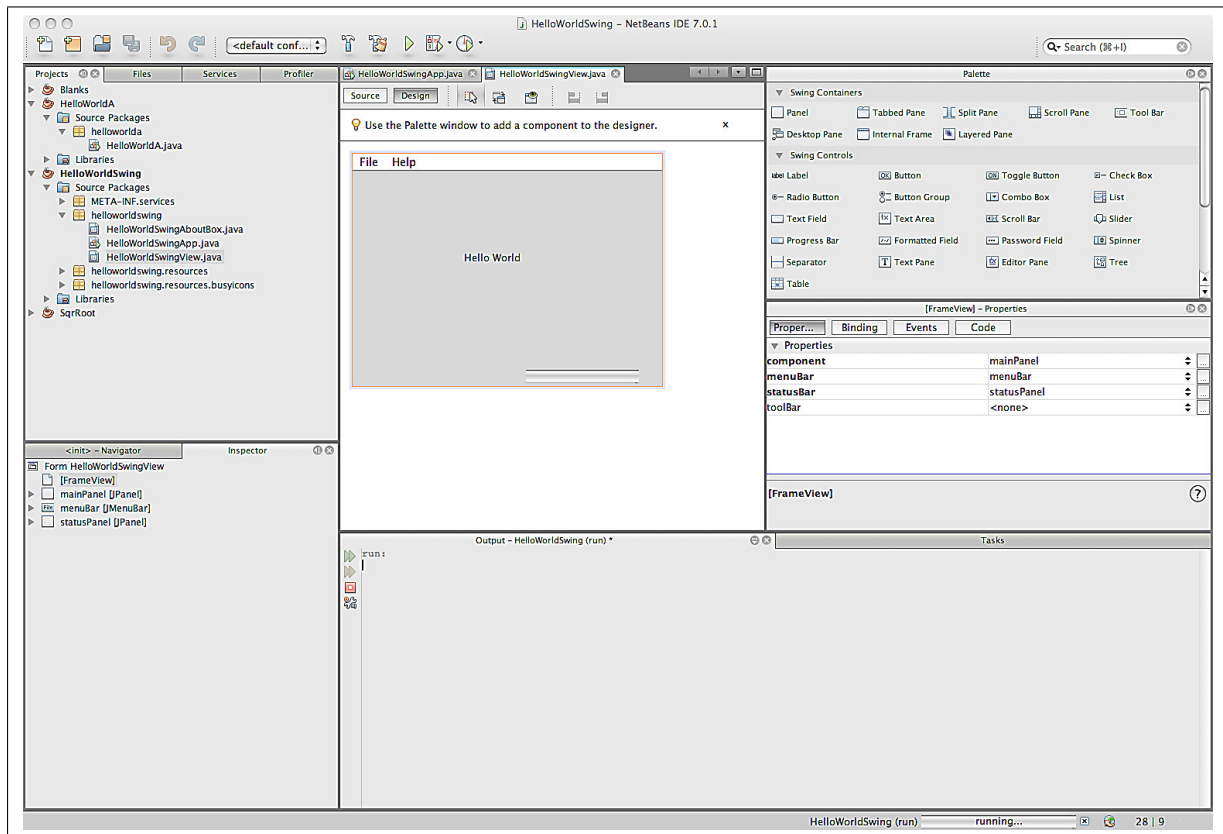 HelloWorldSwing – NetBeans IDE 7.0.1
<default conf...
Search (⌘+I)
Projects
Files
Services
Profiler
Blanks
HelloWorldA
Source Packages
helloworlda
HelloWorldA.java
Libraries
HelloWorldSwing
Source Packages
META-INF.services
helloworldswing
HelloWorldSwingAboutBox.java
HelloWorldSwingApp.java
HelloWorldSwingView.java
helloworldswing.resources
helloworldswing.resources.busyicons
Libraries
SqrRoot
<init> – Navigator
Inspector
Form HelloWorldSwingView
[FrameView]
mainPanel [JPanel]
menuBar [JMenuBar]
statusPanel [JPanel]
HelloWorldSwingApp.java
HelloWorldSwingView.java
Source
Design
Use the Palette window to add a component to the designer.
x
File Help
Hello World
Palette
Swing Containers
Panel
Tabbed Pane
Split Pane
Scroll Pane
Tool Bar
Desktop Pane
Internal Frame
Layered Pane
Swing Controls
label Label
OK Button
ON Toggle Button
Check Box
Radio Button
Button Group
Combo Box
List
Text Field
Text Area
Scroll Bar
Slider
Progress Bar
Formatted Field
Password Field
Spinner
Separator
T Text Pane
Editor Pane
Tree
Table
[FrameView] – Properties
Proper...
Binding
Events
Code
Properties
component mainPanel ...
menuBar menuBar ...
statusBar statusPanel ...
toolBar <none> ...
[FrameView]
?
Output – HelloWorldSwing (run) *
Tasks
run:
HelloWorldSwing (run)
running...
28 | 9